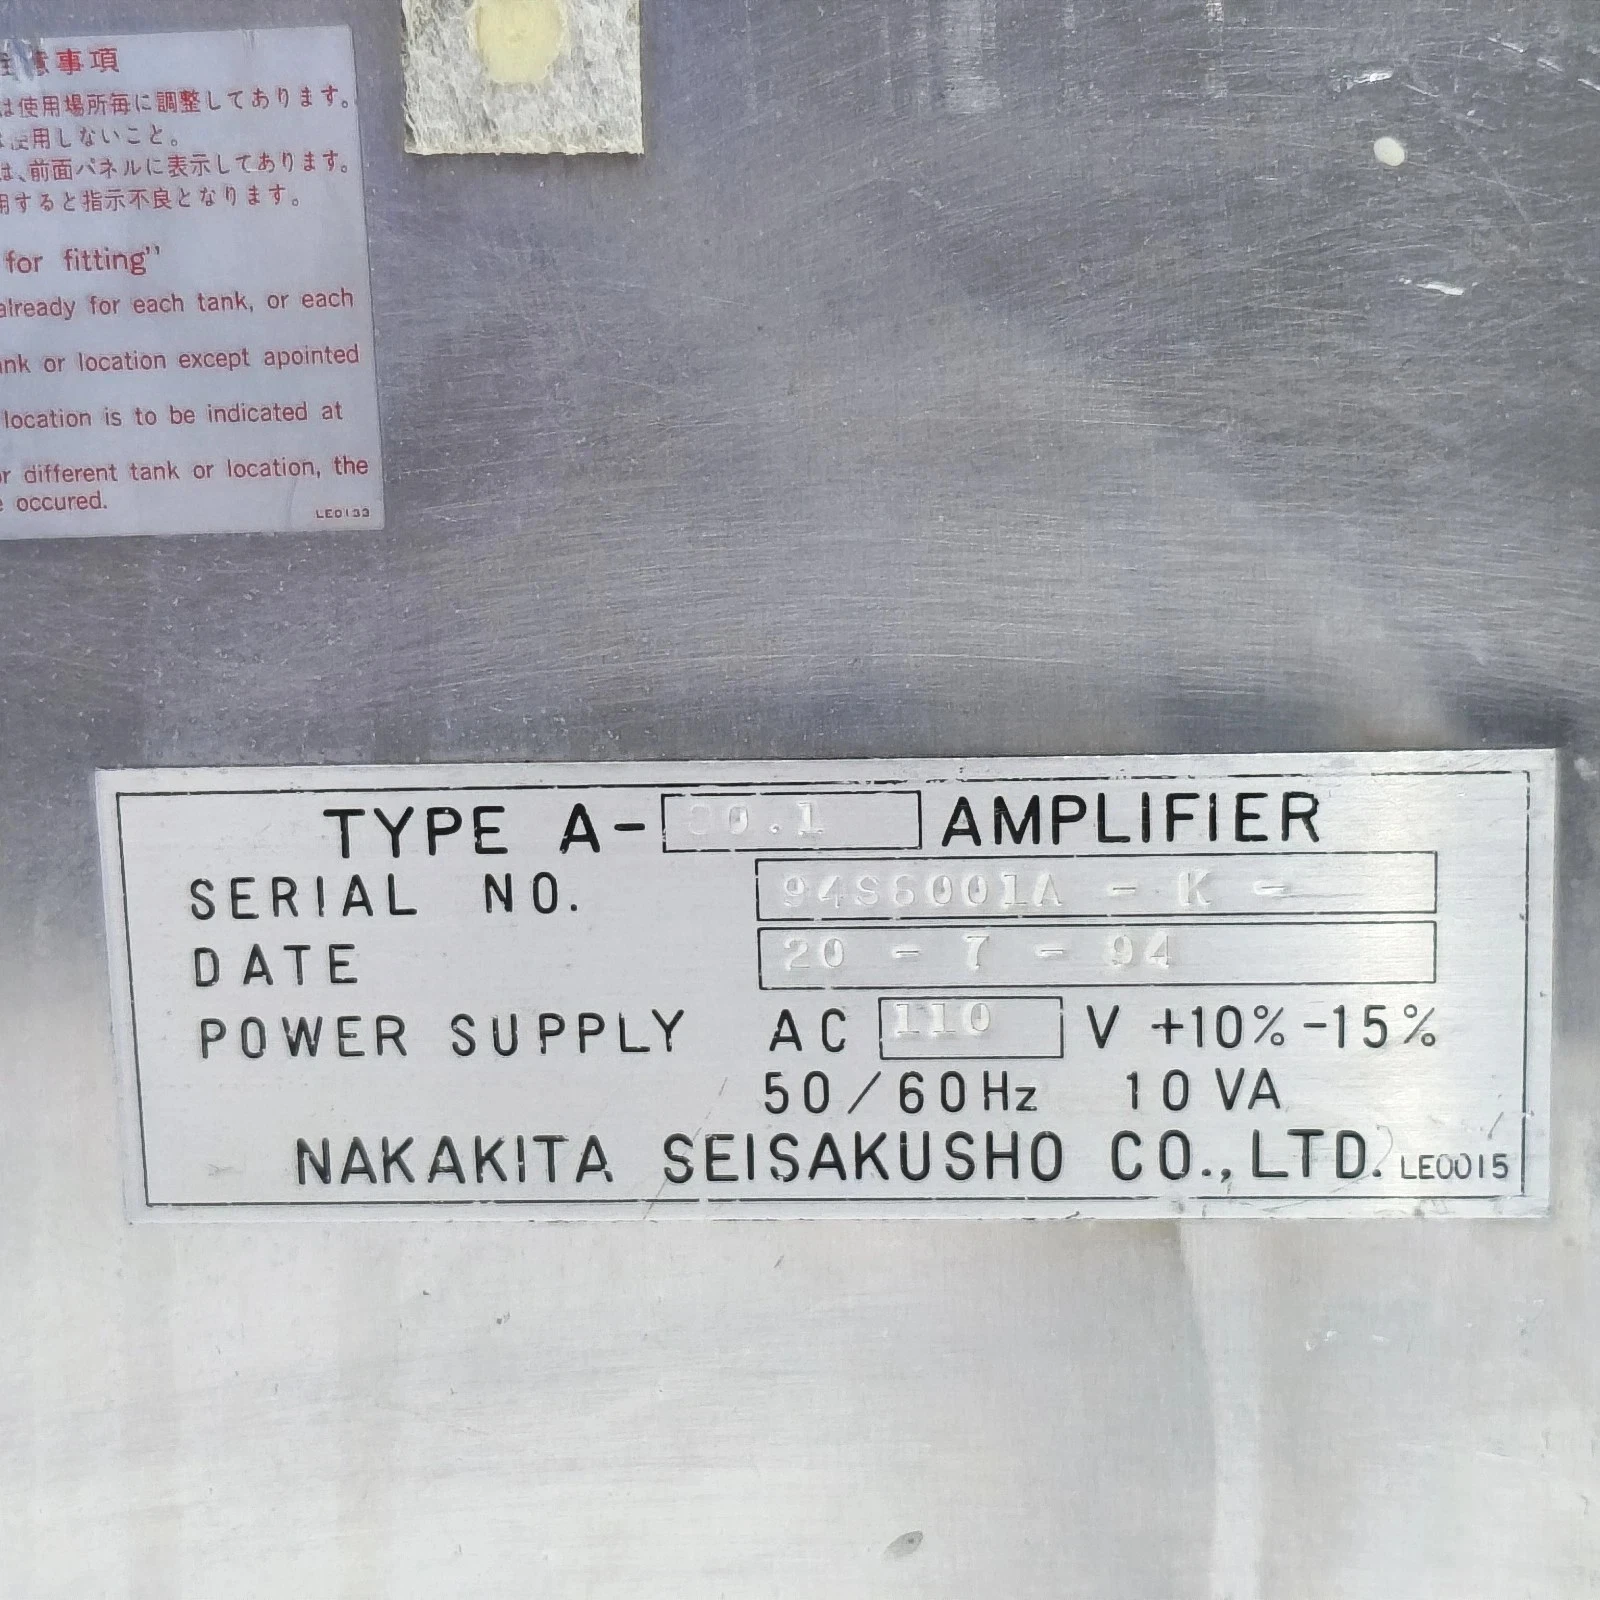 注意事項
は使用場所毎に調整してあります。
使用しないこと。
は、前面パネルに表示してあります。
用すると指示不良となります。
for fitting”
already for each tank, or each
or location except apointed
location is to be indicated at
different tank or location, the
occured.
LE0133
TYPE A- AMPLIFIER
SERIAL NO. 94S6001A - K -
DATE 20 - 7 - 94
POWER SUPPLY AC 110 V +10% -15%
50/60Hz 10VA
NAKAKITA SEISAKUSHO CO., LTD. LE0015